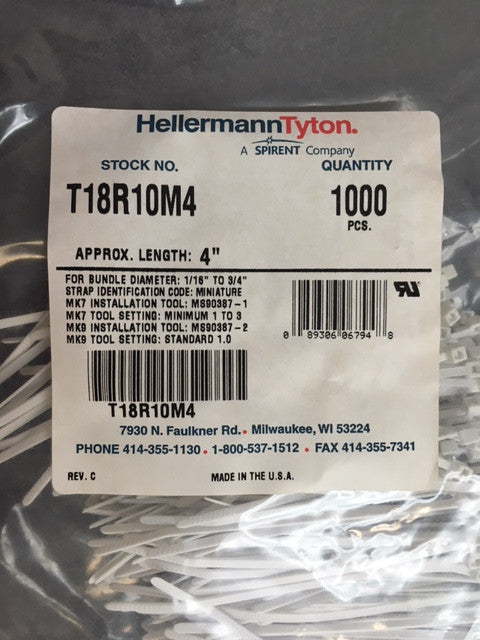 HellermannTyton.
A SPIRENT Company
STOCK NO.
QUANTITY
T18R10M4
1000
PCS.
APPROX. LENGTH: 4"
FOR BUNDLE DIAMETER: 1/16" TO 3/4"
STRAP IDENTIFICATION CODE: MINIATURE
MK7 INSTALLATION TOOL: MS90387-1
MK7 TOOL SETTING: MINIMUM 1 TO 3
MK9 INSTALLATION TOOL: MS90387-2
MK9 TOOL SETTING: STANDARD 1.0
0 89306 06794 8
T18R10M4
7930 N. Faulkner Rd. • Milwaukee, WI 53224
PHONE 414-355-1130 • 1-800-537-1512 • FAX 414-355-7341
REV. C
MADE IN THE U.S.A.